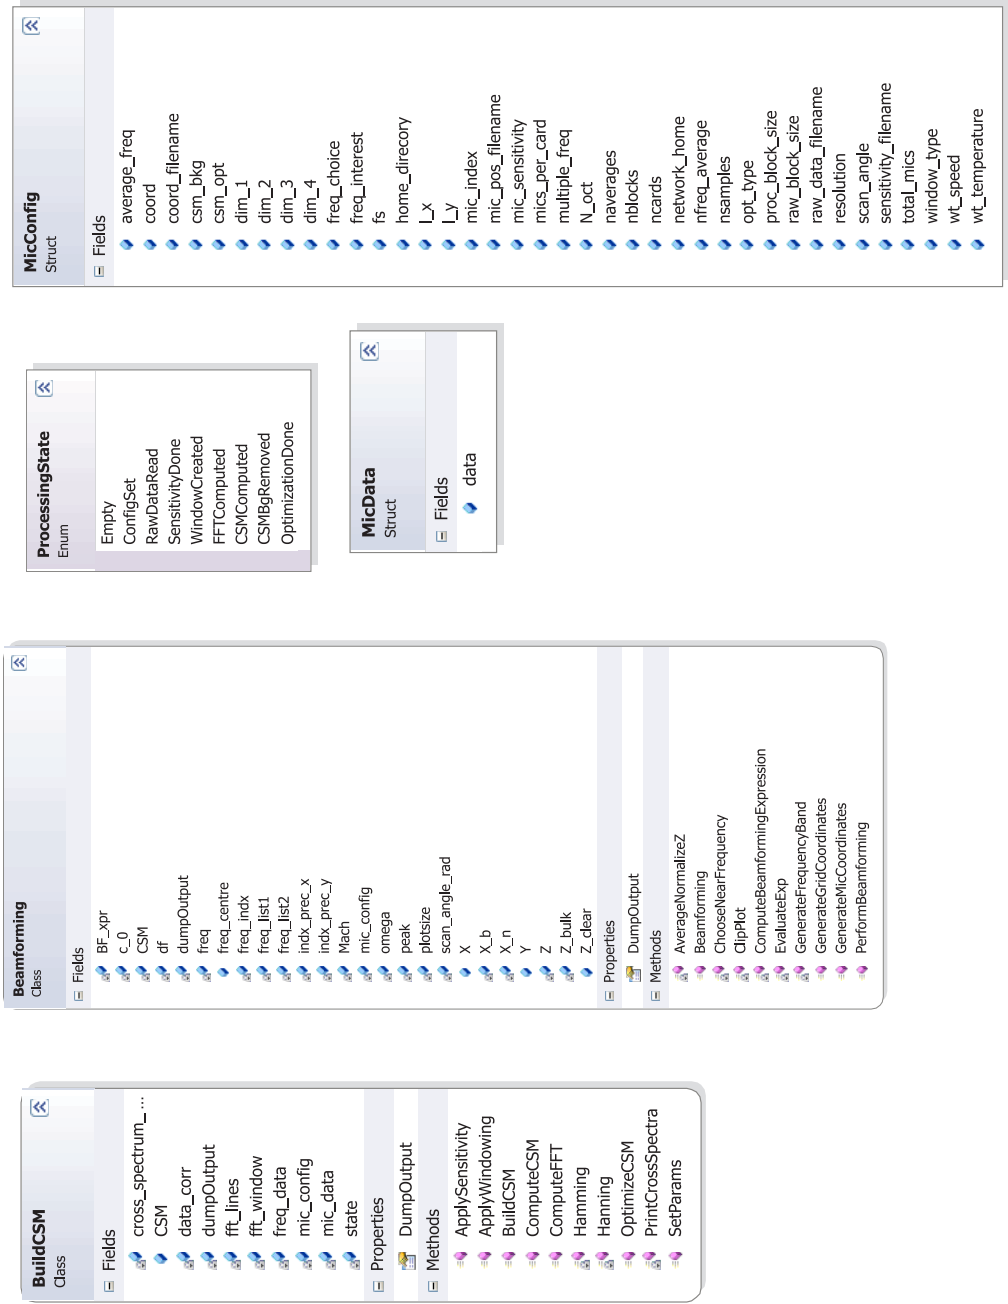 BuildCSM
Class
Fields
cross_spectrum_ ...
CSM
data_corr
dumpOutput
fft_lines
fft_window
freq_data
mic_config
mic_data
state
Properties
DumpOutput
Methods
ApplySensitivity
ApplyWindowing
BuildCSM
ComputeCSM
ComputeFFT
Hamming
Hanning
OptimizeCSM
PrintCrossSpectra
SetParams
Beamforming
Class
Fields
BF_xpr
c_0
CSM
df
dumpOutput
freq
freq_centre
freq_indx
freq_list1
freq_list2
indx_prec_x
indx_prec_y
Mach
mic_config
omega
peak
plotsize
scan_angle_rad
X
X_b
X_n
Y
Z
Z_bulk
Z_clear
Properties
DumpOutput
Methods
AverageNormalizeZ
Beamforming
ChooseNearFrequency
ClipPlot
ComputeBeamformingExpression
EvaluateExp
GenerateFrequencyBand
GenerateGridCoordinates
GenerateMicCoordinates
PerformBeamforming
ProcessingState
Enum
Empty
ConfigSet
RawDataRead
SensitivityDone
WindowCreated
FFTComputed
CSMComputed
CSMBgRemoved
OptimizationDone
MicData
Struct
Fields
data
MicConfig
Struct
Fields
average_freq
coord
coord_filename
csm_bkg
csm_opt
dim_1
dim_2
dim_3
dim_4
freq_choice
freq_interest
fs
home_direcory
l_x
l_y
mic_index
mic_pos_filename
mic_sensitivity
mics_per_card
multiple_freq
N_oct
naverages
nblocks
ncards
network_home
nfreq_average
nsamples
opt_type
proc_block_size
raw_block_size
raw_data_filename
resolution
scan_angle
sensitivity_filename
total_mics
window_type
wt_speed
wt_temperature